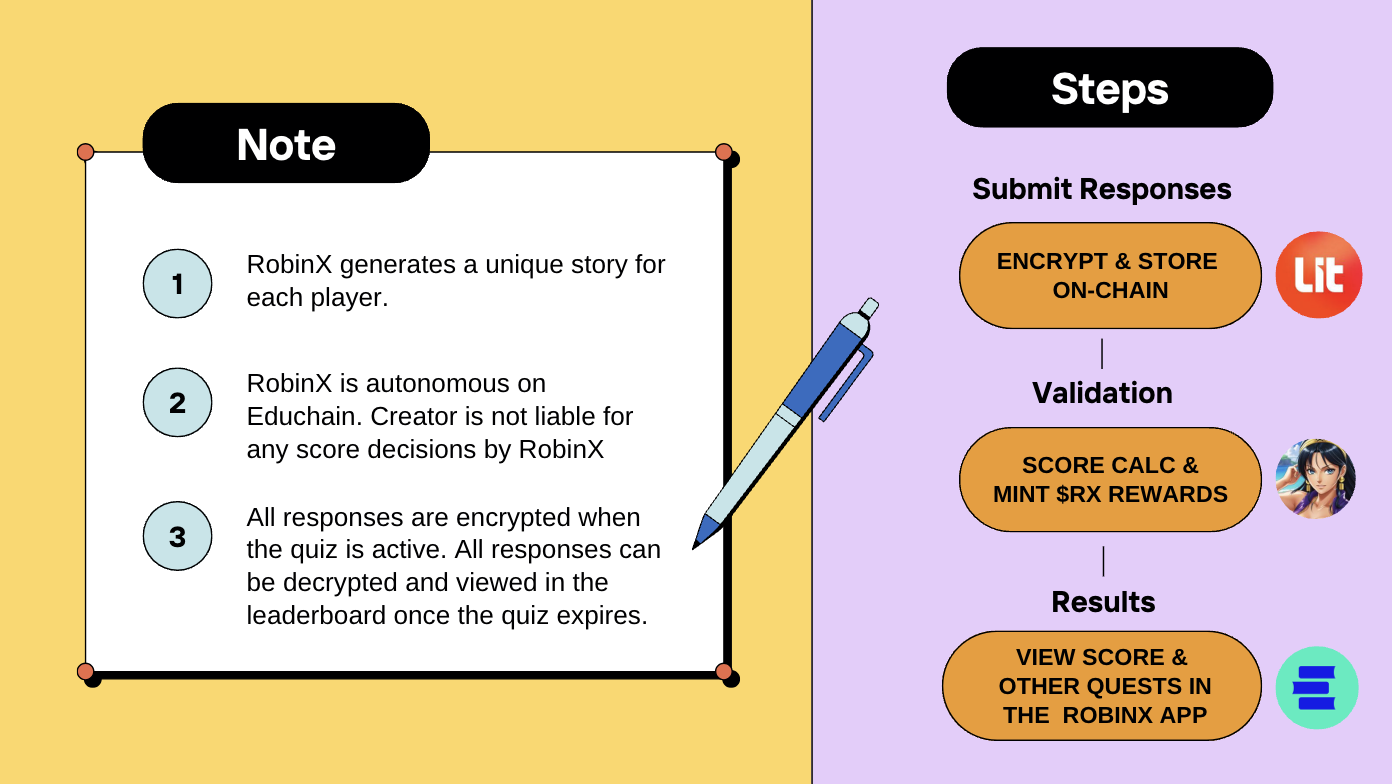 Note
1
RobinX generates a unique story for
each player.
2
RobinX is autonomous on
Educhain. Creator is not liable for
any score decisions by RobinX
3
All responses are encrypted when
the quiz is active. All responses can
be decrypted and viewed in the
leaderboard once the quiz expires.
Steps
Submit Responses
ENCRYPT & STORE
ON-CHAIN
Lit
Validation
SCORE CALC &
MINT $RX REWARDS
Results
VIEW SCORE &
OTHER QUESTS IN
THE  ROBINX APP